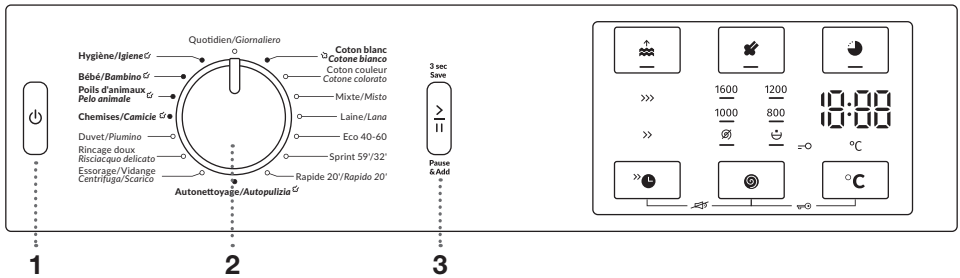 Quotidien/Giornaliero
Hygiène/Igiene
Bébé/Bambino
Poils d'animaux
Pelo animale
Chemises/Camicie
Duvet/Piumino
Rincage doux
Risciacquo delicato
Essorage/Vidange
Centrifuga/Scarico
Autonettoyage/Autopulizia
Coton blanc
Cotone bianco
Coton couleur
Cotone colorato
Mixte/Misto
Laine/Lana
Eco 40-60
Sprint 59'/32'
Rapide 20'/Rapido 20'
3 sec
Save
Pause
&Add
>>>
>>
1600 1200
1000 800
18:88
°C
°C
1 2 3